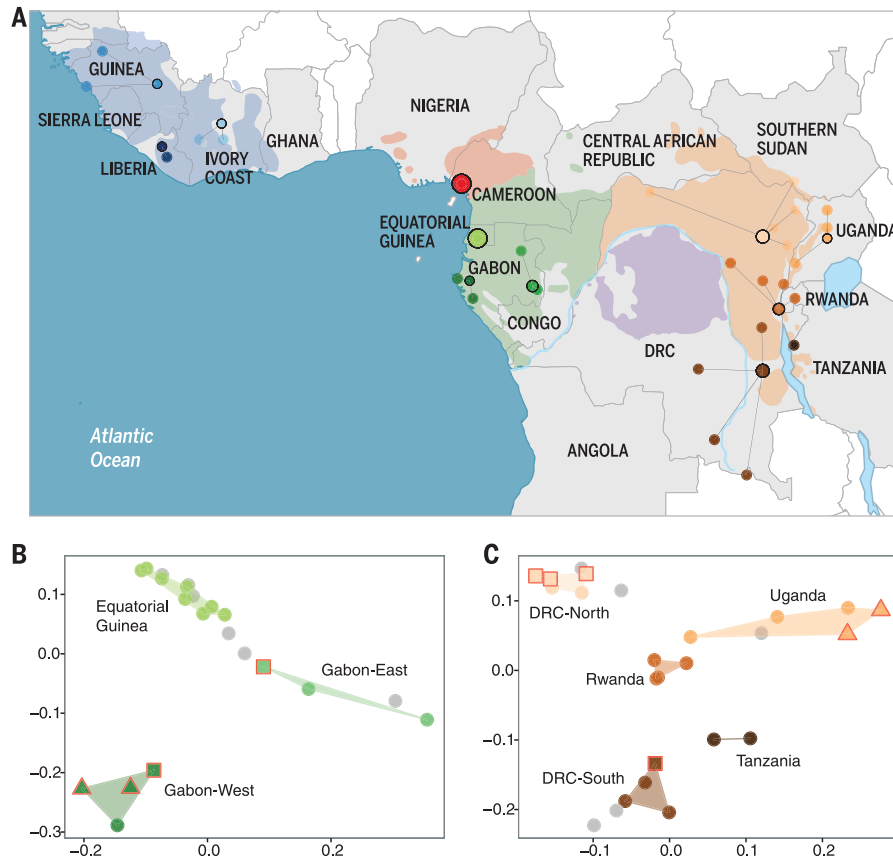 A
GUINEA
SIERRA LEONE
LIBERIA
IVORY
COAST
GHANA
NIGERIA
CAMEROON
EQUATORIAL
GUINEA
GABON
CONGO
CENTRAL AFRICAN
REPUBLIC
SOUTHERN
SUDAN
UGANDA
RWANDA
DRC
TANZANIA
ANGOLA
Atlantic
Ocean
B
0.1
0.0
−0.1
−0.2
−0.3
Equatorial
Guinea
Gabon-East
Gabon-West
−0.2
0.0
0.2
C
0.1
0.0
−0.1
−0.2
DRC-North
Uganda
Rwanda
Tanzania
DRC-South
−0.1
0.0
0.1
0.2